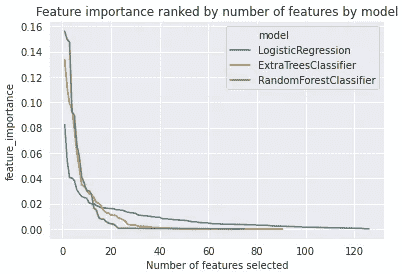 Feature importance ranked by number of features by model
model
LogisticRegression
ExtraTreesClassifier
RandomForestClassifier
feature_importance
0.16
0.14
0.12
0.10
0.08
0.06
0.04
0.02
0.00
0 20 40 60 80 100 120
Number of features selected